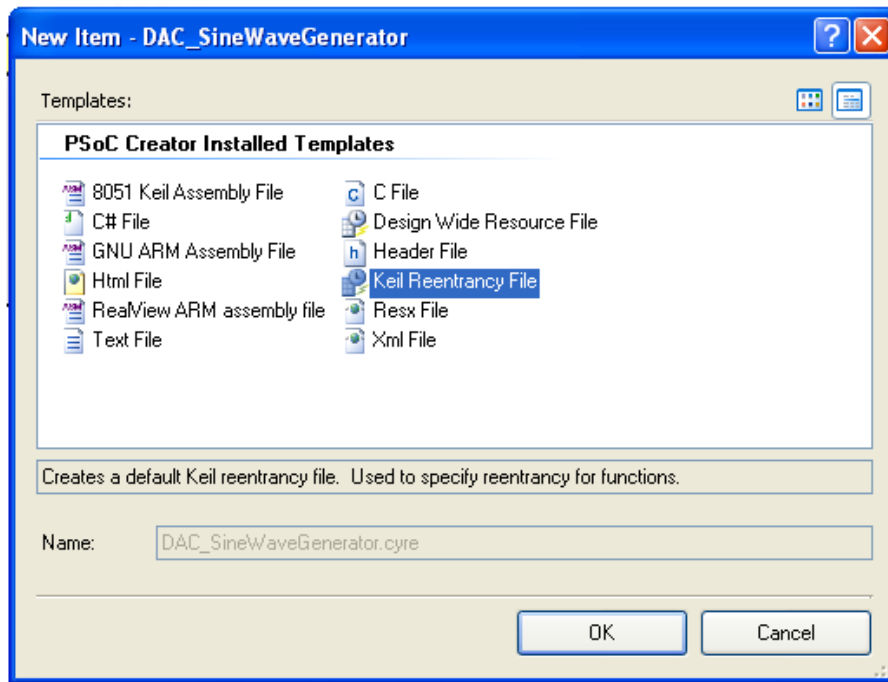 New Item - DAC_SineWaveGenerator
Templates:
PSoC Creator Installed Templates
8051 Keil Assembly File
C File
C# File
Design Wide Resource File
GNU ARM Assembly File
Header File
Html File
Keil Reentrancy File
RealView ARM assembly file
Resx File
Text File
Xml File
Creates a default Keil reentrancy file.  Used to specify reentrancy for functions.
Name:
DAC_SineWaveGenerator.cyre
OK
Cancel